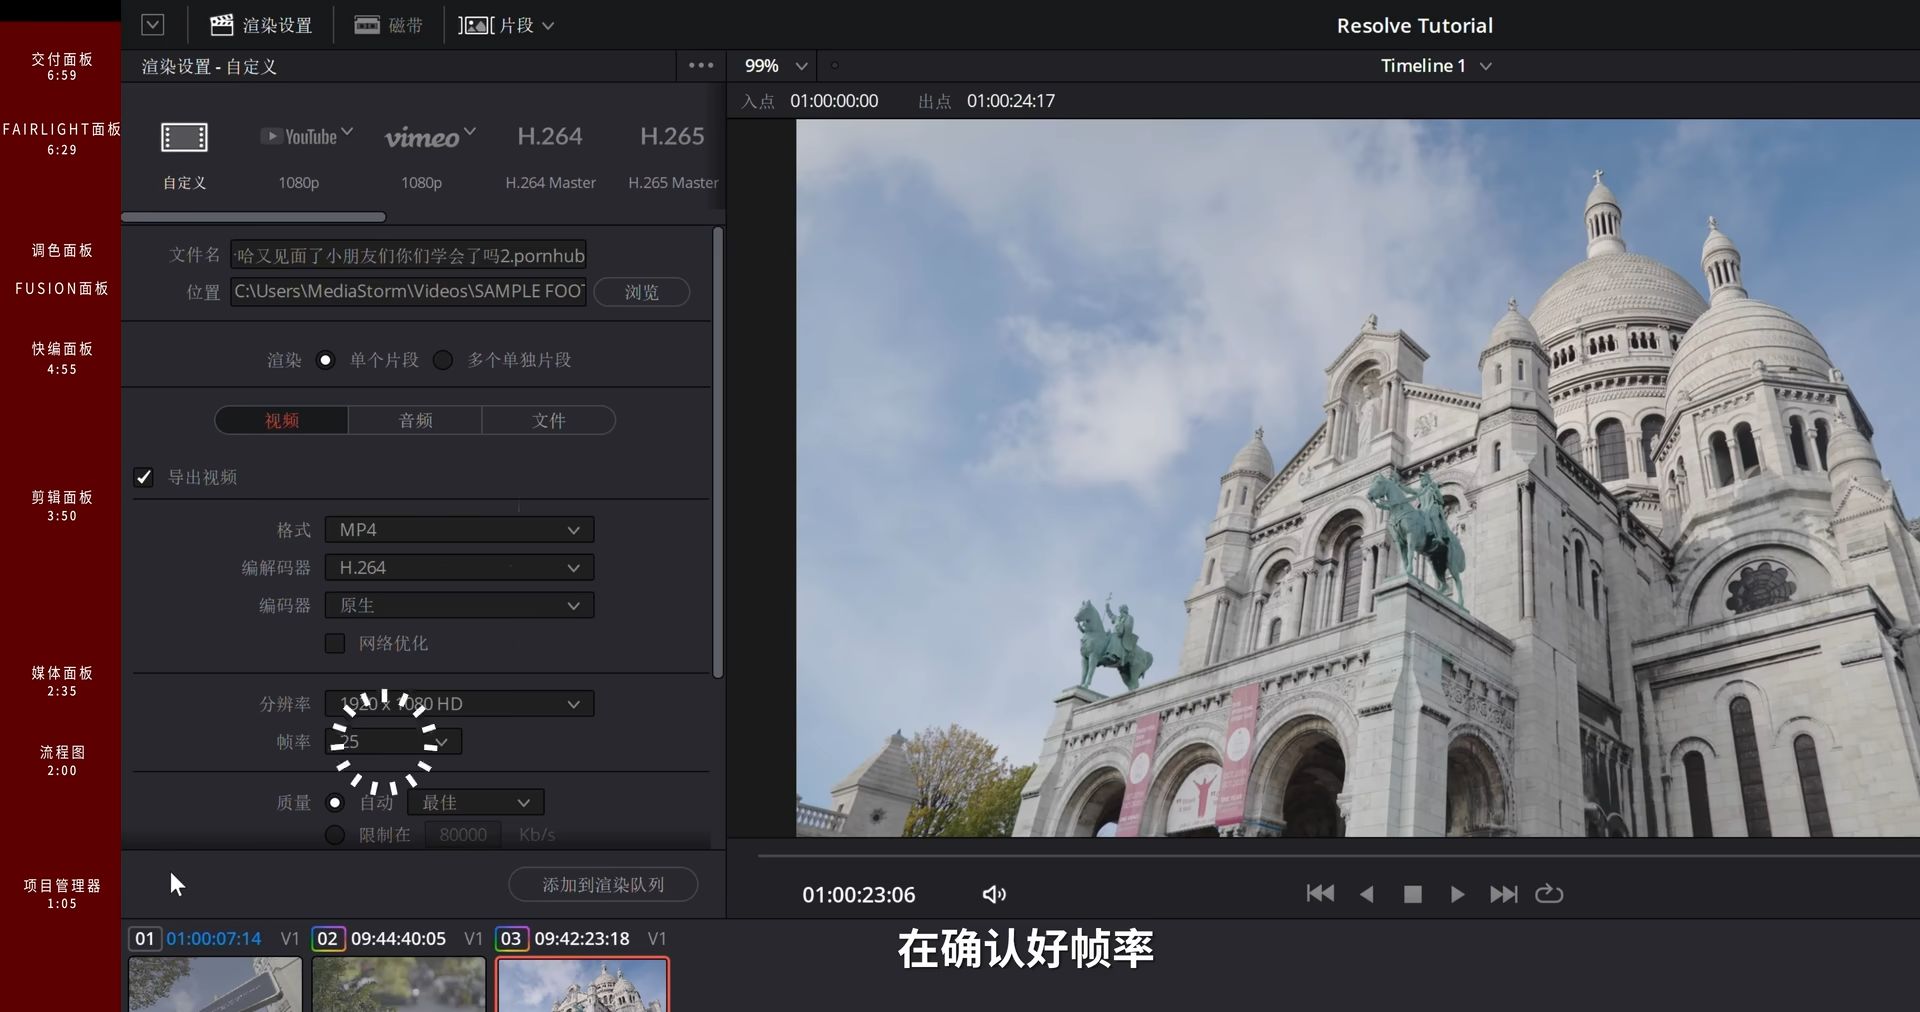 交付面板
6:59
FAIRLIGHT面板
6:29
调色面板
FUSION面板
快编面板
4:55
剪辑面板
3:50
媒体面板
2:35
流程图
2:00
项目管理器
1:05
渲染设置 磁带 片段
Resolve Tutorial
渲染设置 - 自定义
99%
Timeline 1
入点 01:00:00:00 出点 01:00:24:17
YouTube vimeo H.264 H.265
自定义 1080p 1080p H.264 Master H.265 Master
文件名 哈又见面了小朋友们你们学会了吗2.pornhub
位置 C:\Users\MediaStorm\Videos\SAMPLE FOOT 浏览
渲染 单个片段 多个单独片段
视频 音频 文件
导出视频
格式 MP4
编解码器 H.264
编码器 原生
网络优化
分辨率 1920 x 1080 HD
帧率 25
质量 自动 最佳
限制在 80000 Kb/s
添加到渲染队列
01:00:23:06
01 01:00:07:14 V1 02 09:44:40:05 V1 03 09:42:23:18 V1
在确认好帧率